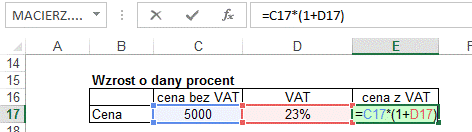 MACIERZ.... =C17*(1+D17)
A B C D E F
14
15 Wzrost o dany procent
16 cena bez VAT VAT cena z VAT
17 Cena 5000 23% =C17*(1+D17)
18